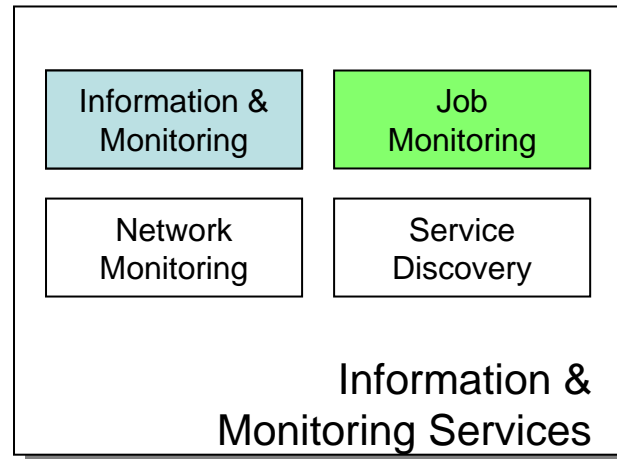 Information &
Monitoring
Job
Monitoring
Network
Monitoring
Service
Discovery
Information &
Monitoring Services